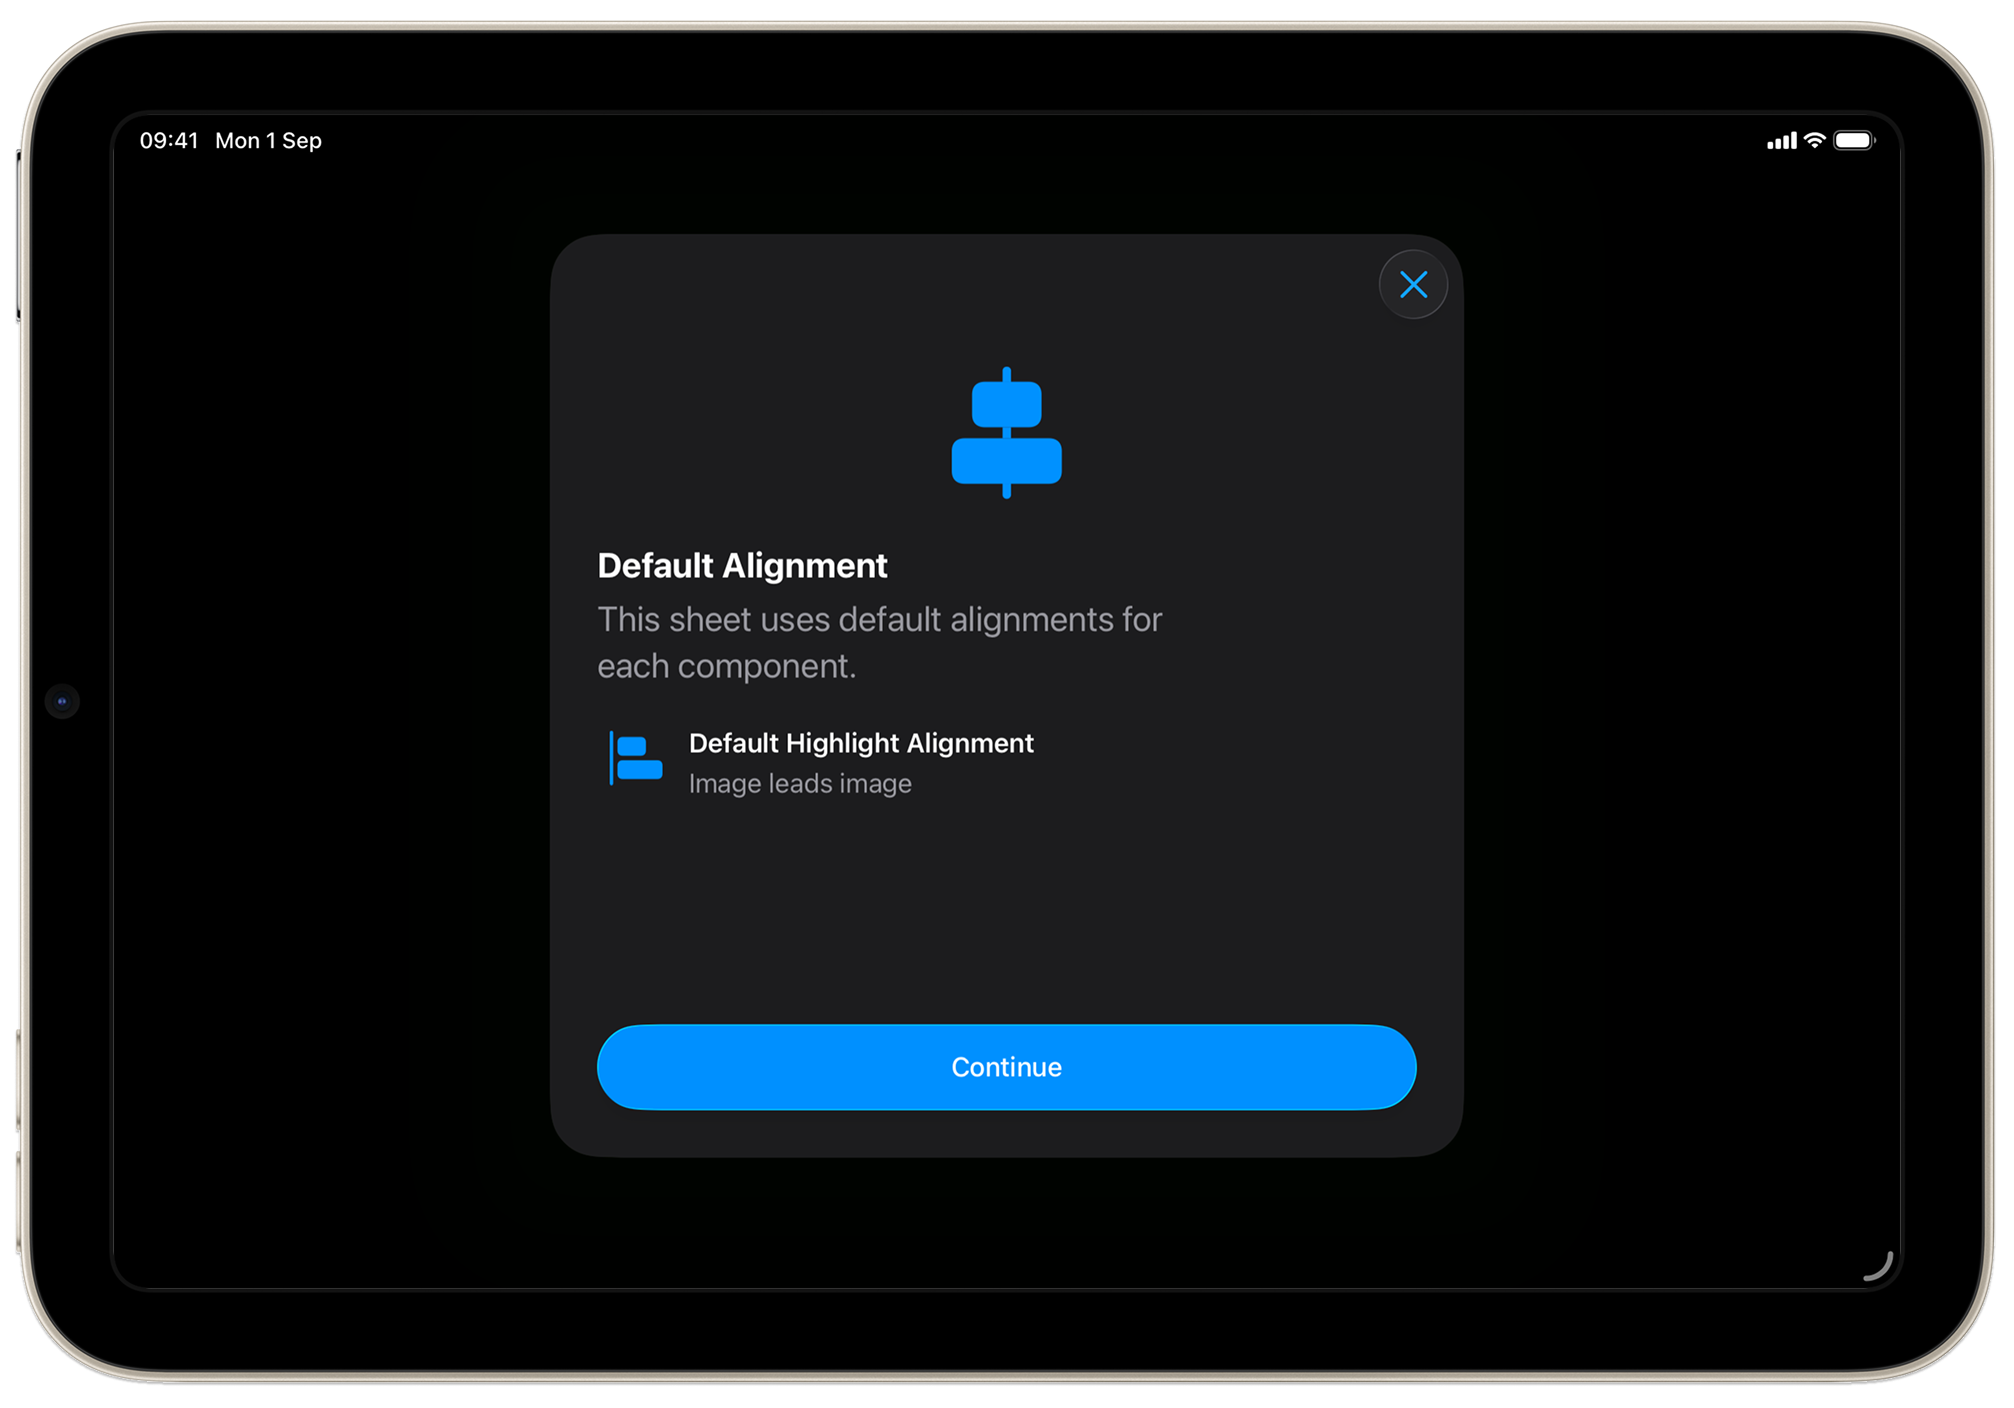 09:41 Mon 1 Sep
Default Alignment
This sheet uses default alignments for
each component.
Default Highlight Alignment
Image leads image
Continue